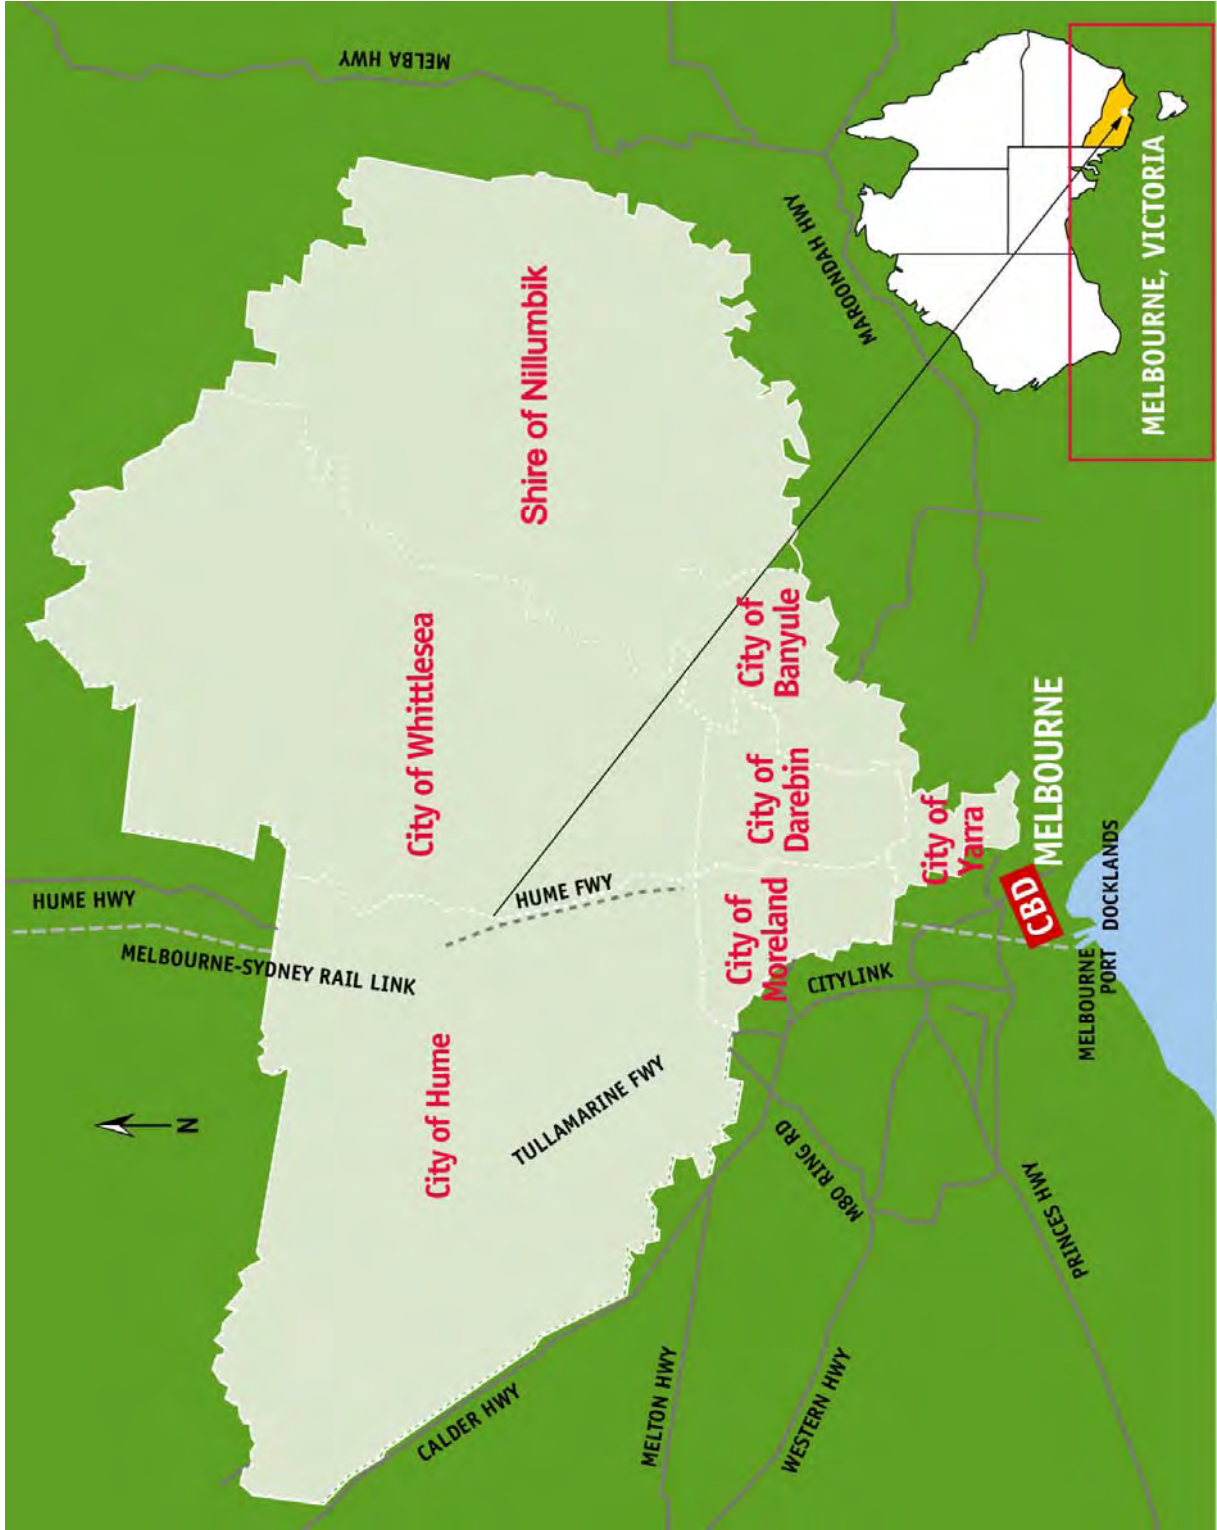 HUME HWY
N
MELBOURNE-SYDNEY RAIL LINK
MELBA HWY
City of Hume
City of Whittlesea
Shire of Nillumbik
CALDER HWY
TULLAMARINE FWY
HUME FWY
MELTON HWY
City of
Moreland
City of
Darebin
City of
Banyule
WESTERN HWY
M80 RING RD
CITYLINK
MAROONDAH HWY
City of
Yarra
PRINCES HWY
CBD
MELBOURNE
MELBOURNE
PORT
DOCKLANDS
MELBOURNE, VICTORIA